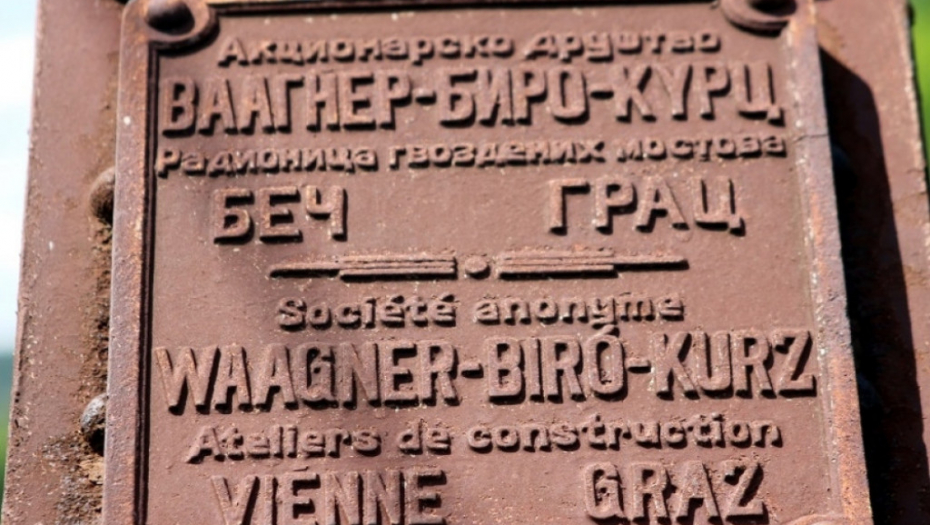 Акционарско друштво
ВААГНЕР-БИРО-КУРЦ
Радионица гвоздених мостова
БЕЧ ГРАЦ
Société anonyme
WAAGNER-BIRÓ-KURZ
Ateliers de construction
VIENNE GRAZ